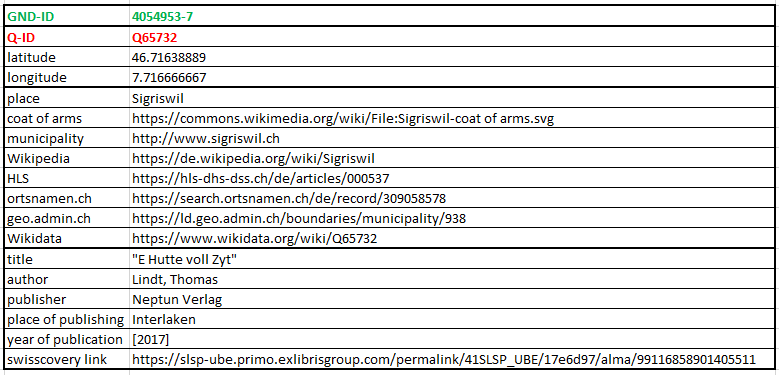 GND-ID 4054953-7
Q-ID Q65732
latitude 46.71638889
longitude 7.716666667
place Sigriswil
coat of arms https://commons.wikimedia.org/wiki/File:Sigriswil-coat of arms.svg
municipality http://www.sigriswil.ch
Wikipedia https://de.wikipedia.org/wiki/Sigriswil
HLS https://hls-dhs-dss.ch/de/articles/000537
ortsnamen.ch https://search.ortsnamen.ch/de/record/309058578
geo.admin.ch https://ld.geo.admin.ch/boundaries/municipality/938
Wikidata https://www.wikidata.org/wiki/Q65732
title "E Hutte voll Zyt"
author Lindt, Thomas
publisher Neptun Verlag
place of publishing Interlaken
year of publication [2017]
swisscovery link https://slsp-ube.primo.exlibrisgroup.com/permalink/41SLSP_UBE/17e6d97/alma/99116858901405511